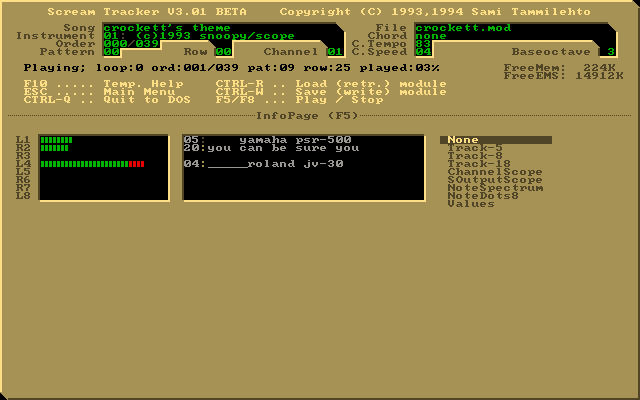 Scream Tracker V3.01 BETA Copyright (C) 1993,1994 Sami Tammilehto
Song crockett's theme File crockett.mod
Instrument 01: (c)1993 snoopy/scope Chord none
Order 000/039 C.Tempo 83
Pattern 00 Row 00 Channel 01 C.Speed 04 Baseoctave 3
Playing; loop:0 ord:001/039 pat:09 row:25 played:03% FreeMem: 224K
FreeEMS: 14912K
F10 ..... Temp. Help CTRL-R .. Load (retr.) module
ESC ..... Main Menu CTRL-W .. Save (write) module
CTRL-Q .. Quit to DOS F5/F8 ... Play / Stop
InfoPage (F5)
L1 05: yamaha psr-500 None
R2 20:you can be sure you Track-5
R3 Track-8
L4 04:______roland jv-30 Track-18
L5 ChannelScope
R6 SOutputScope
R7 NoteSpectrum
L8 NoteDots8
Values